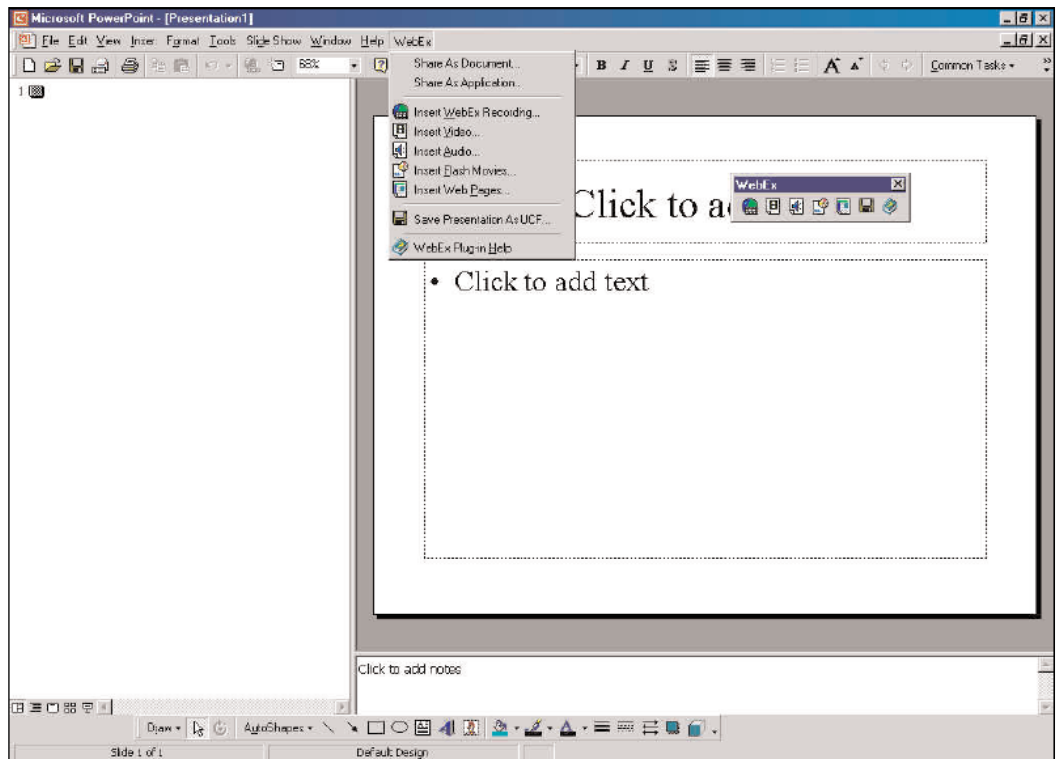 Microsoft PowerPoint - [Presentation1]
File Edit View Insert Format Tools Slide Show Window Help WebEx
88% B I U S A A Common Tasks
Share As Document...
Share As Application...
Insert WebEx Recording...
Insert Video...
Insert Audio...
Insert Flash Movies...
Insert Web Pages...
Save Presentation As UCF...
WebEx Plug-in Help
1
Click to a
WebEx
• Click to add text
Click to add notes
Draw AutoShapes A A
Slide 1 of 1 Default Design